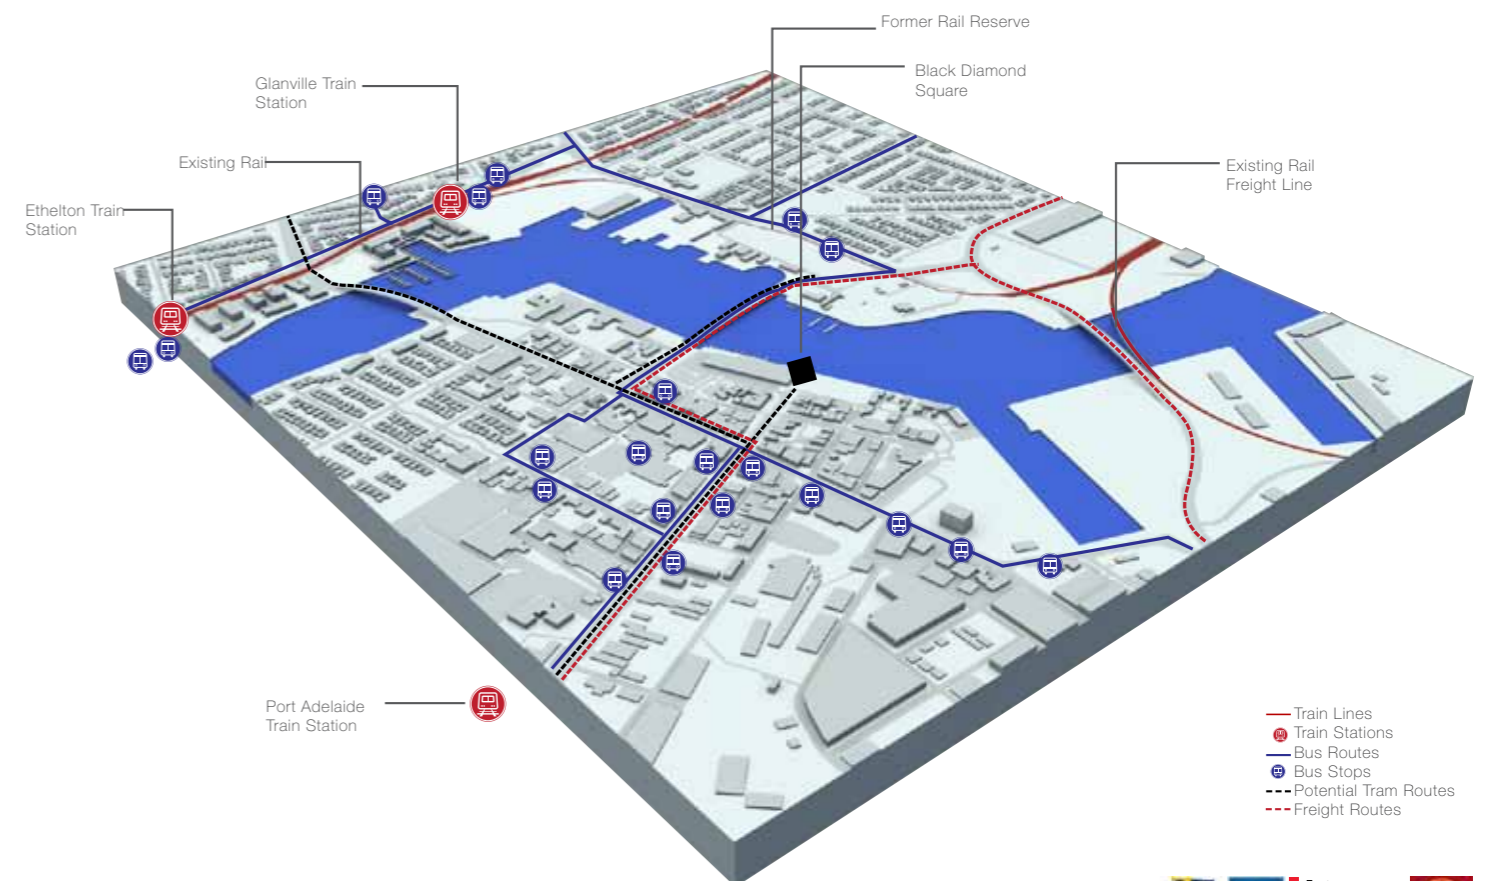 Former Rail Reserve
Black Diamond
Square
Glanville Train
Station
Existing Rail
Existing Rail
Freight Line
Ethelton Train
Station
Port Adelaide
Train Station
Train Lines
Train Stations
Bus Routes
Bus Stops
Potential Tram Routes
Freight Routes